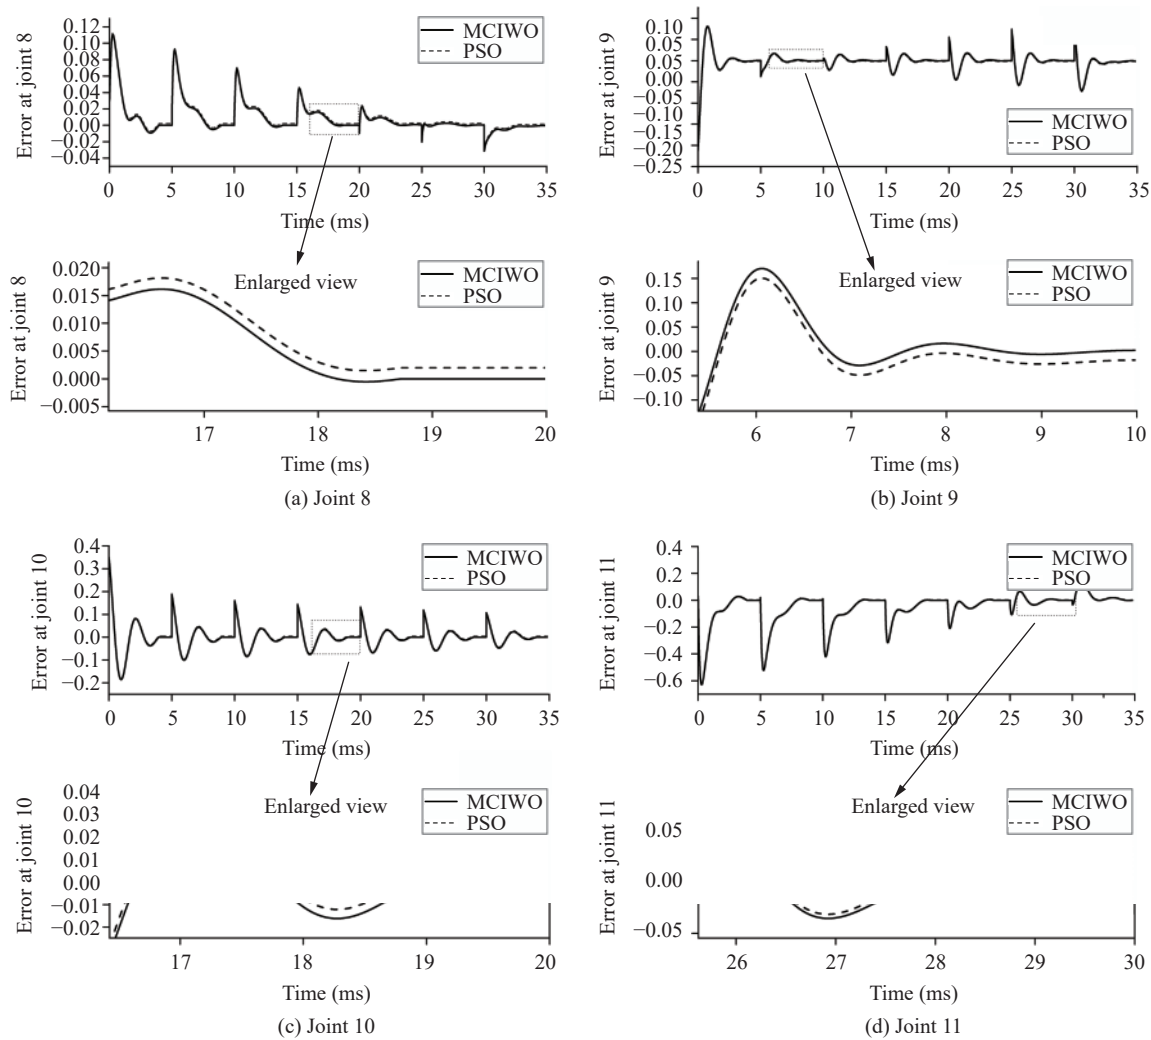 0.12
0.10
0.08
0.06
0.04
0.02
0.00
−0.02
−0.04
Error at joint 8
MCIWO
PSO
0 5 10 15 20 25 30 35
Time (ms)
0.020
0.015
0.010
0.005
0.000
−0.005
Error at joint 8
Enlarged view
MCIWO
PSO
17 18 19 20
Time (ms)
(a) Joint 8
0.10
0.05
0.05
0.00
−0.05
−0.10
−0.15
−0.20
−0.25
Error at joint 9
MCIWO
PSO
0 5 10 15 20 25 30 35
Time (ms)
0.15
0.10
0.05
0.00
−0.05
−0.10
Error at joint 9
Enlarged view
MCIWO
PSO
6 7 8 9 10
Time (ms)
(b) Joint 9
0.4
0.3
0.2
0.1
0.0
−0.1
−0.2
Error at joint 10
MCIWO
PSO
0 5 10 15 20 25 30 35
Time (ms)
0.04
0.03
0.02
0.01
0.00
−0.01
−0.02
Error at joint 10
Enlarged view
MCIWO
PSO
17 18 19 20
Time (ms)
(c) Joint 10
0.4
0.2
0.0
−0.2
−0.4
−0.6
Error at joint 11
MCIWO
PSO
0 5 10 15 20 25 30 35
Time (ms)
0.05
0.00
−0.05
Error at joint 11
Enlarged view
MCIWO
PSO
26 27 28 29 30
Time (ms)
(d) Joint 11